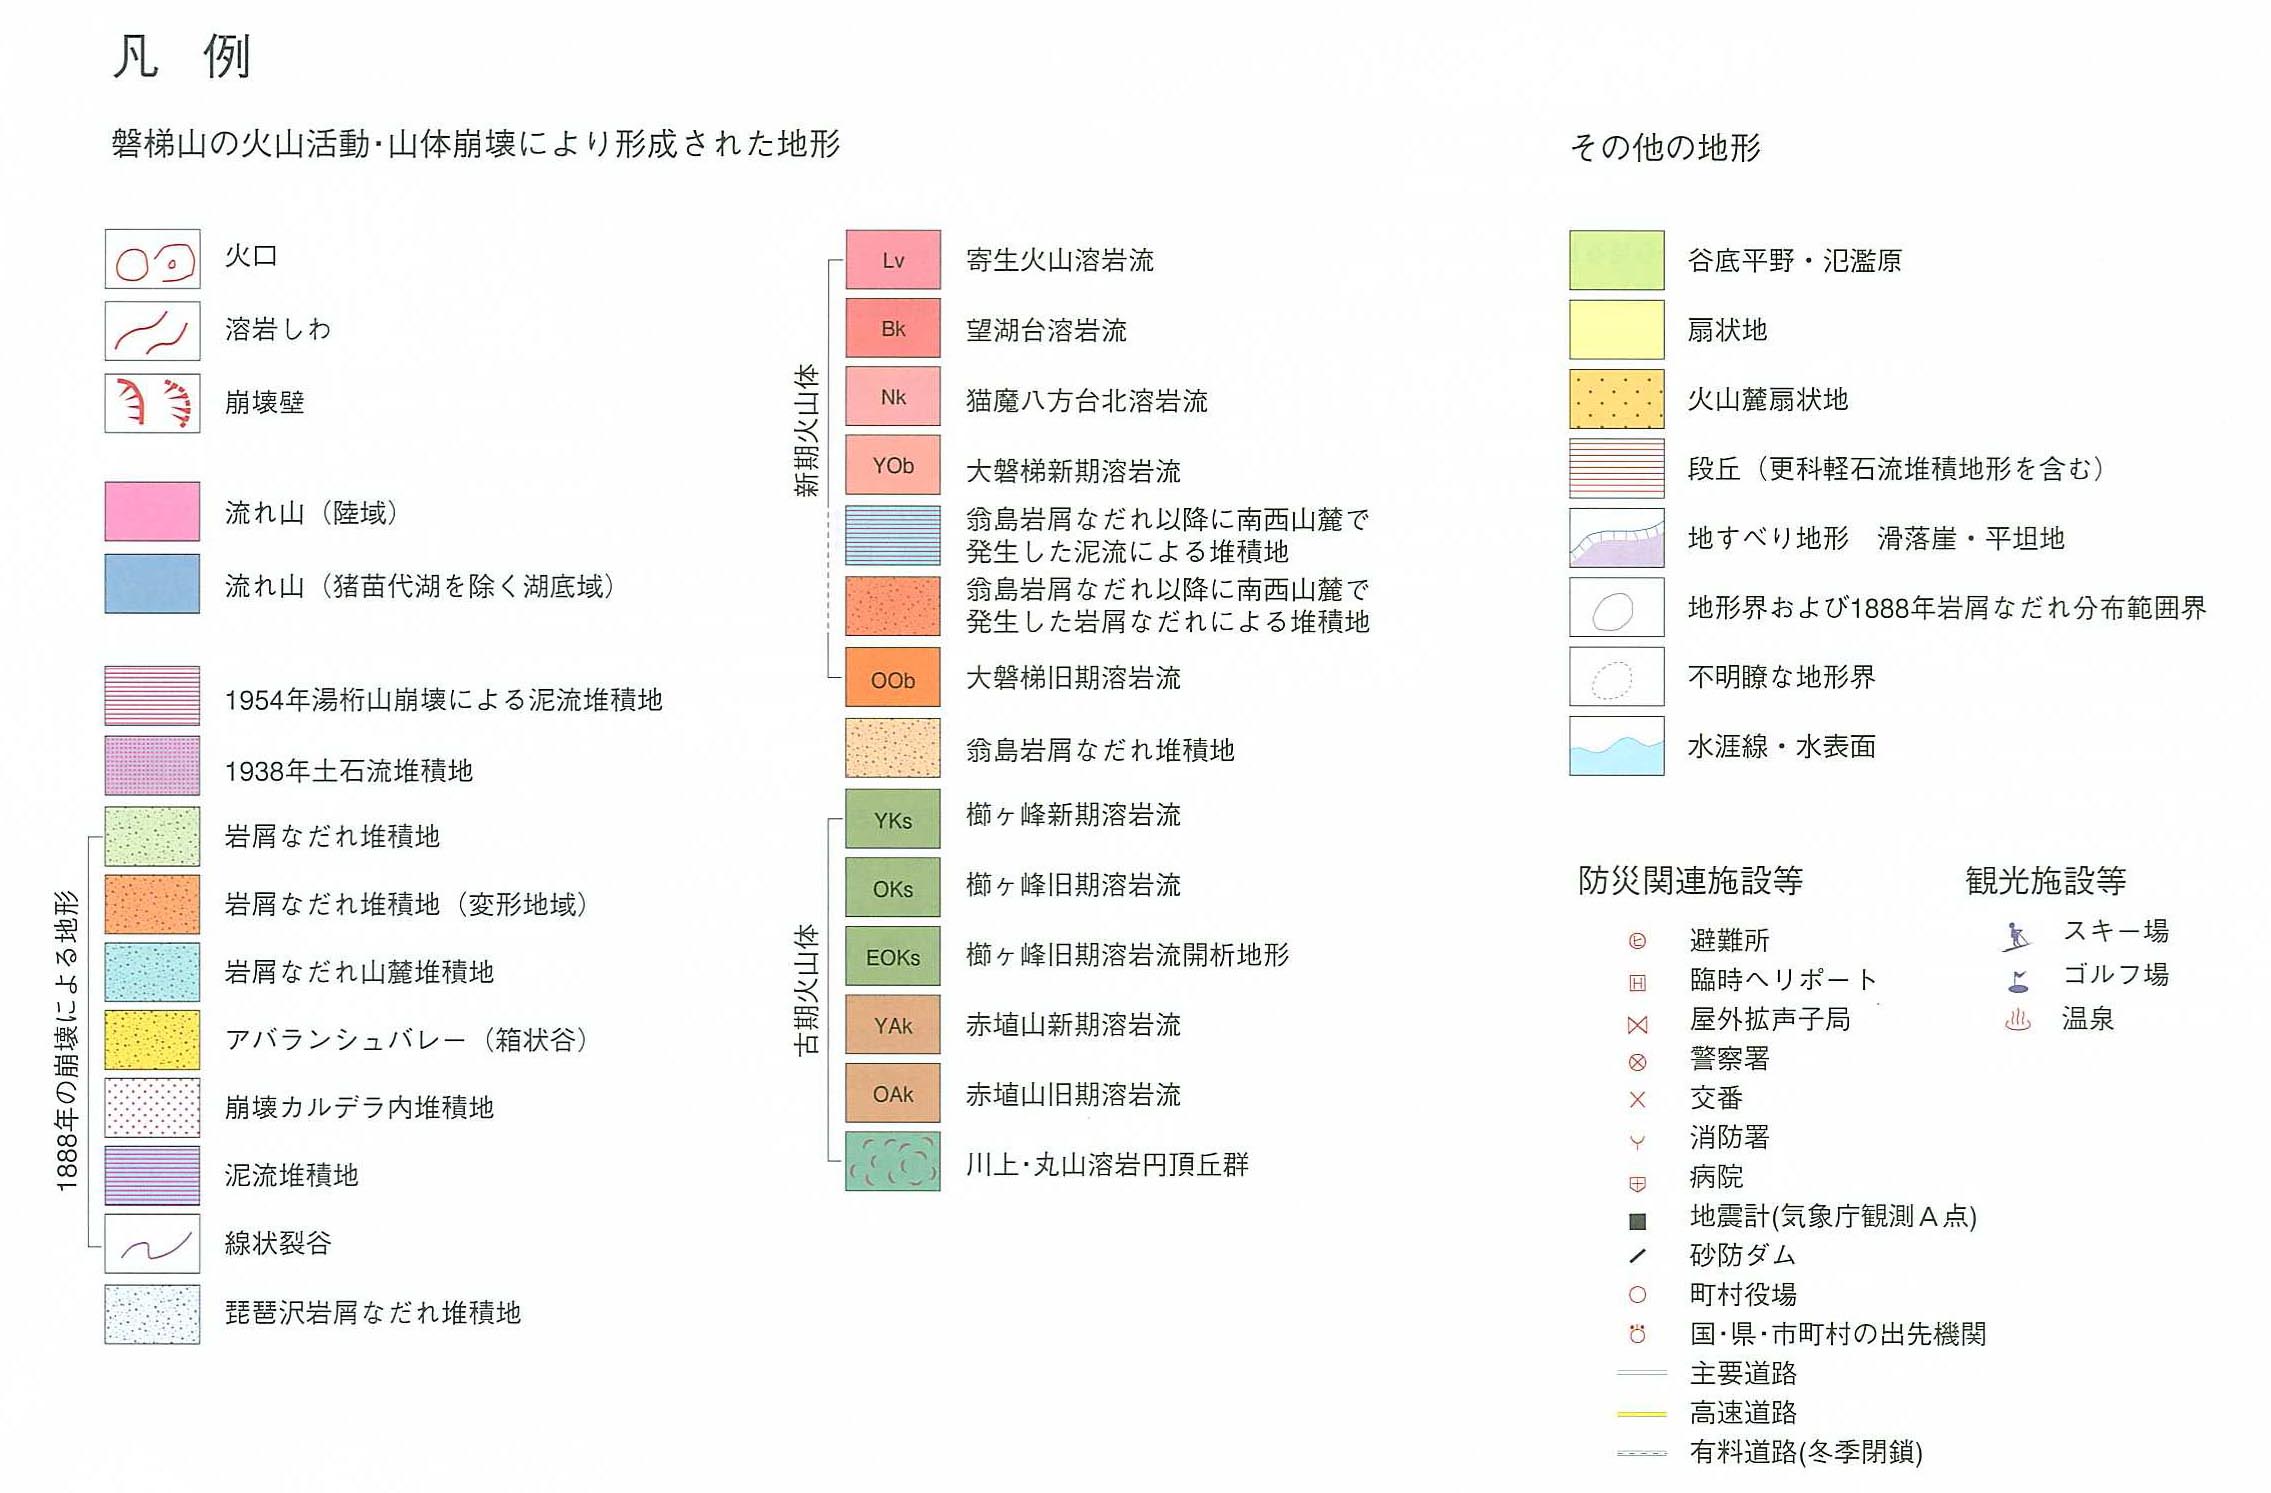 凡 例
磐梯山の火山活動･山体崩壊により形成された地形
火口
溶岩しわ
崩壊壁
流れ山（陸域）
流れ山（猪苗代湖を除く湖底域）
1954年湯桁山崩壊による泥流堆積地
1938年土石流堆積地
1888年の崩壊による地形
岩屑なだれ堆積地
岩屑なだれ堆積地（変形地域）
岩屑なだれ山麓堆積地
アバランシュバレー（箱状谷）
崩壊カルデラ内堆積地
泥流堆積地
線状裂谷
琵琶沢岩屑なだれ堆積地
新期火山体
Lv 寄生火山溶岩流
Bk 望湖台溶岩流
Nk 猫魔八方台北溶岩流
YOb 大磐梯新期溶岩流
翁島岩屑なだれ以降に南西山麓で
発生した泥流による堆積地
翁島岩屑なだれ以降に南西山麓で
発生した岩屑なだれによる堆積地
OOb 大磐梯旧期溶岩流
翁島岩屑なだれ堆積地
古期火山体
YKs 櫛ヶ峰新期溶岩流
OKs 櫛ヶ峰旧期溶岩流
EOKs 櫛ヶ峰旧期溶岩流開析地形
YAk 赤埴山新期溶岩流
OAk 赤埴山旧期溶岩流
川上･丸山溶岩円頂丘群
その他の地形
谷底平野・氾濫原
扇状地
火山麓扇状地
段丘（更科軽石流堆積地形を含む）
地すべり地形　滑落崖・平坦地
地形界および1888年岩屑なだれ分布範囲界
不明瞭な地形界
水涯線・水表面
防災関連施設等
避難所
臨時ヘリポート
屋外拡声子局
警察署
交番
消防署
病院
地震計(気象庁観測Ａ点)
砂防ダム
町村役場
国･県･市町村の出先機関
主要道路
高速道路
有料道路(冬季閉鎖)
観光施設等
スキー場
ゴルフ場
温泉